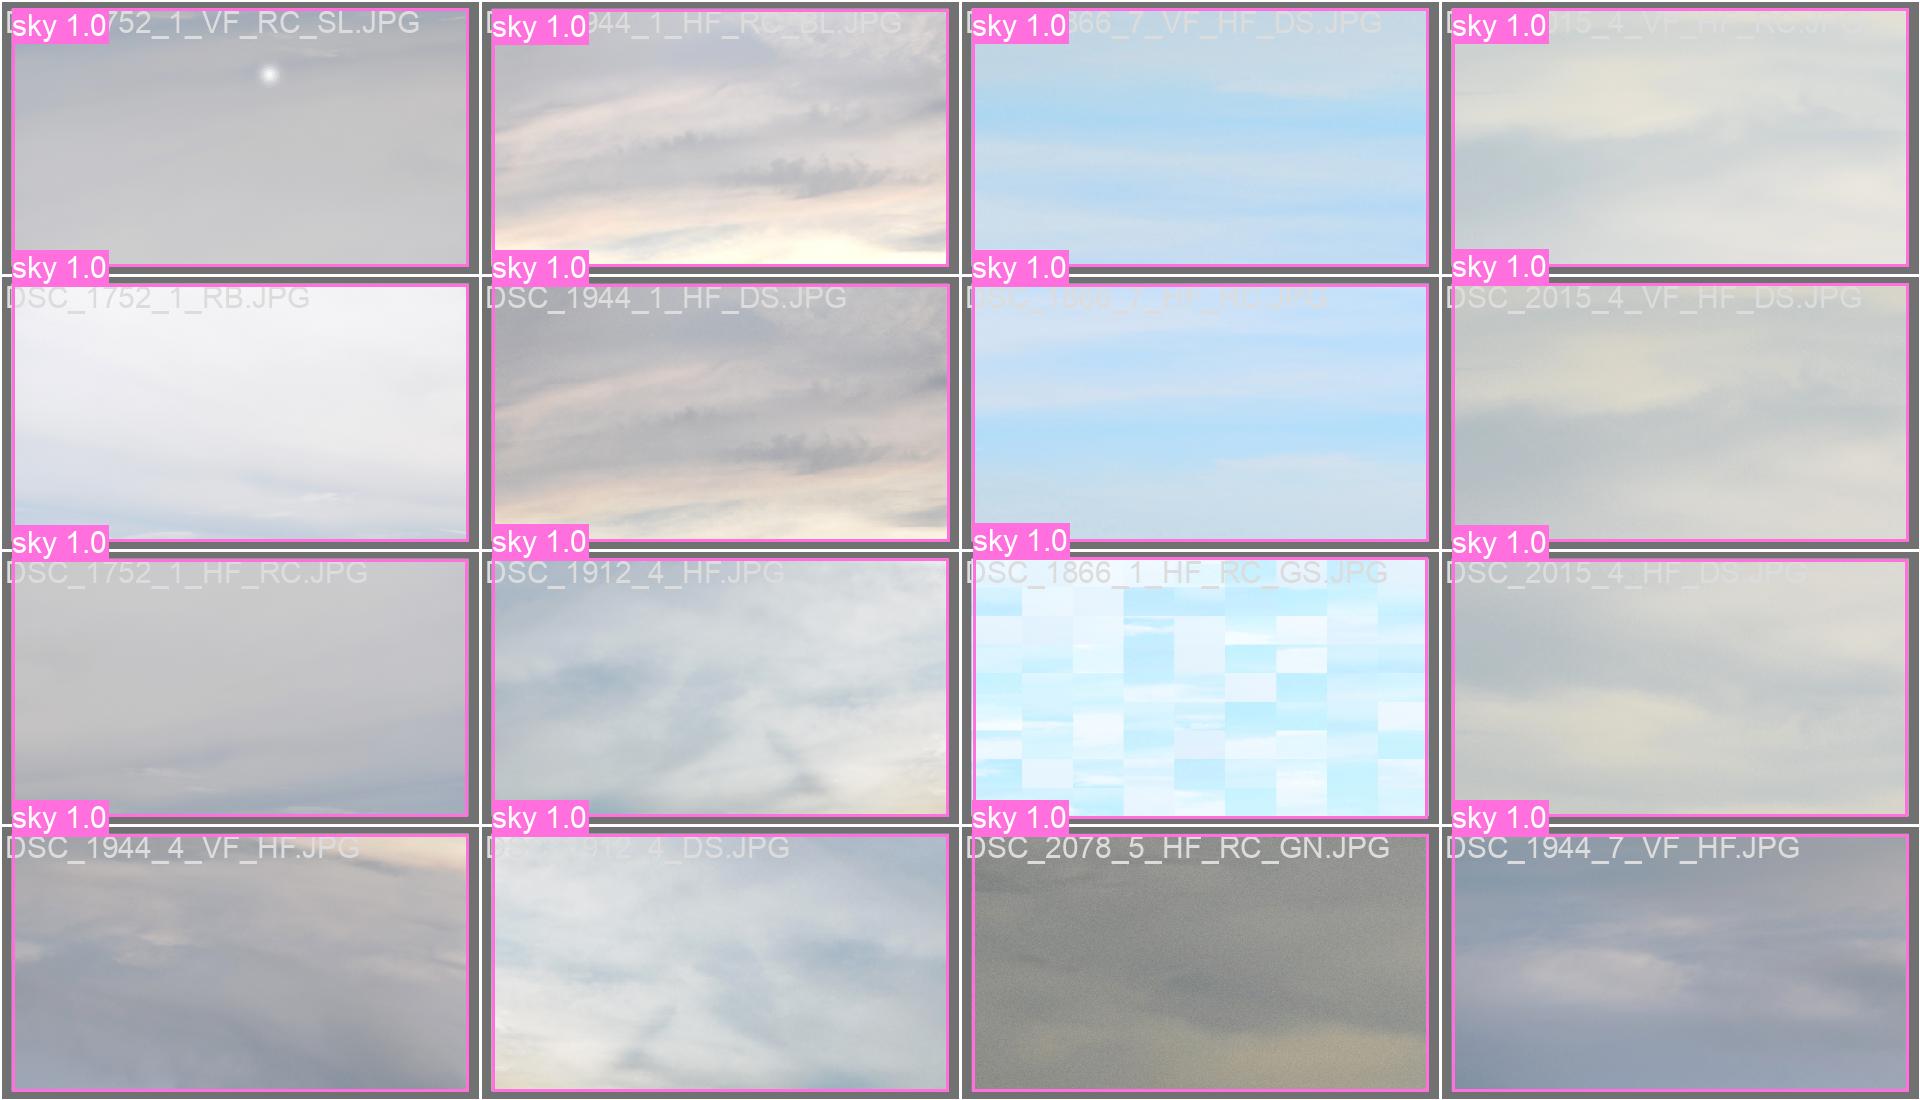 sky 1.0
752_1_VF_RC_SL.JPG
sky 1.0
944_1_HF_RC_BL.JPG
sky 1.0
866_7_VF_HF_DS.JPG
sky 1.0
015_4_VF_HF_RC.JPG
sky 1.0
DSC_1752_1_RB.JPG
sky 1.0
DSC_1944_1_HF_DS.JPG
sky 1.0
DSC_1866_7_HF_RC.JPG
sky 1.0
DSC_2015_4_VF_HF_DS.JPG
sky 1.0
DSC_1752_1_HF_RC.JPG
sky 1.0
DSC_1912_4_HF.JPG
sky 1.0
DSC_1866_1_HF_RC_GS.JPG
sky 1.0
DSC_2015_4_HF_DS.JPG
sky 1.0
DSC_1944_4_VF_HF.JPG
sky 1.0
DSC_1912_4_DS.JPG
sky 1.0
DSC_2078_5_HF_RC_GN.JPG
sky 1.0
DSC_1944_7_VF_HF.JPG